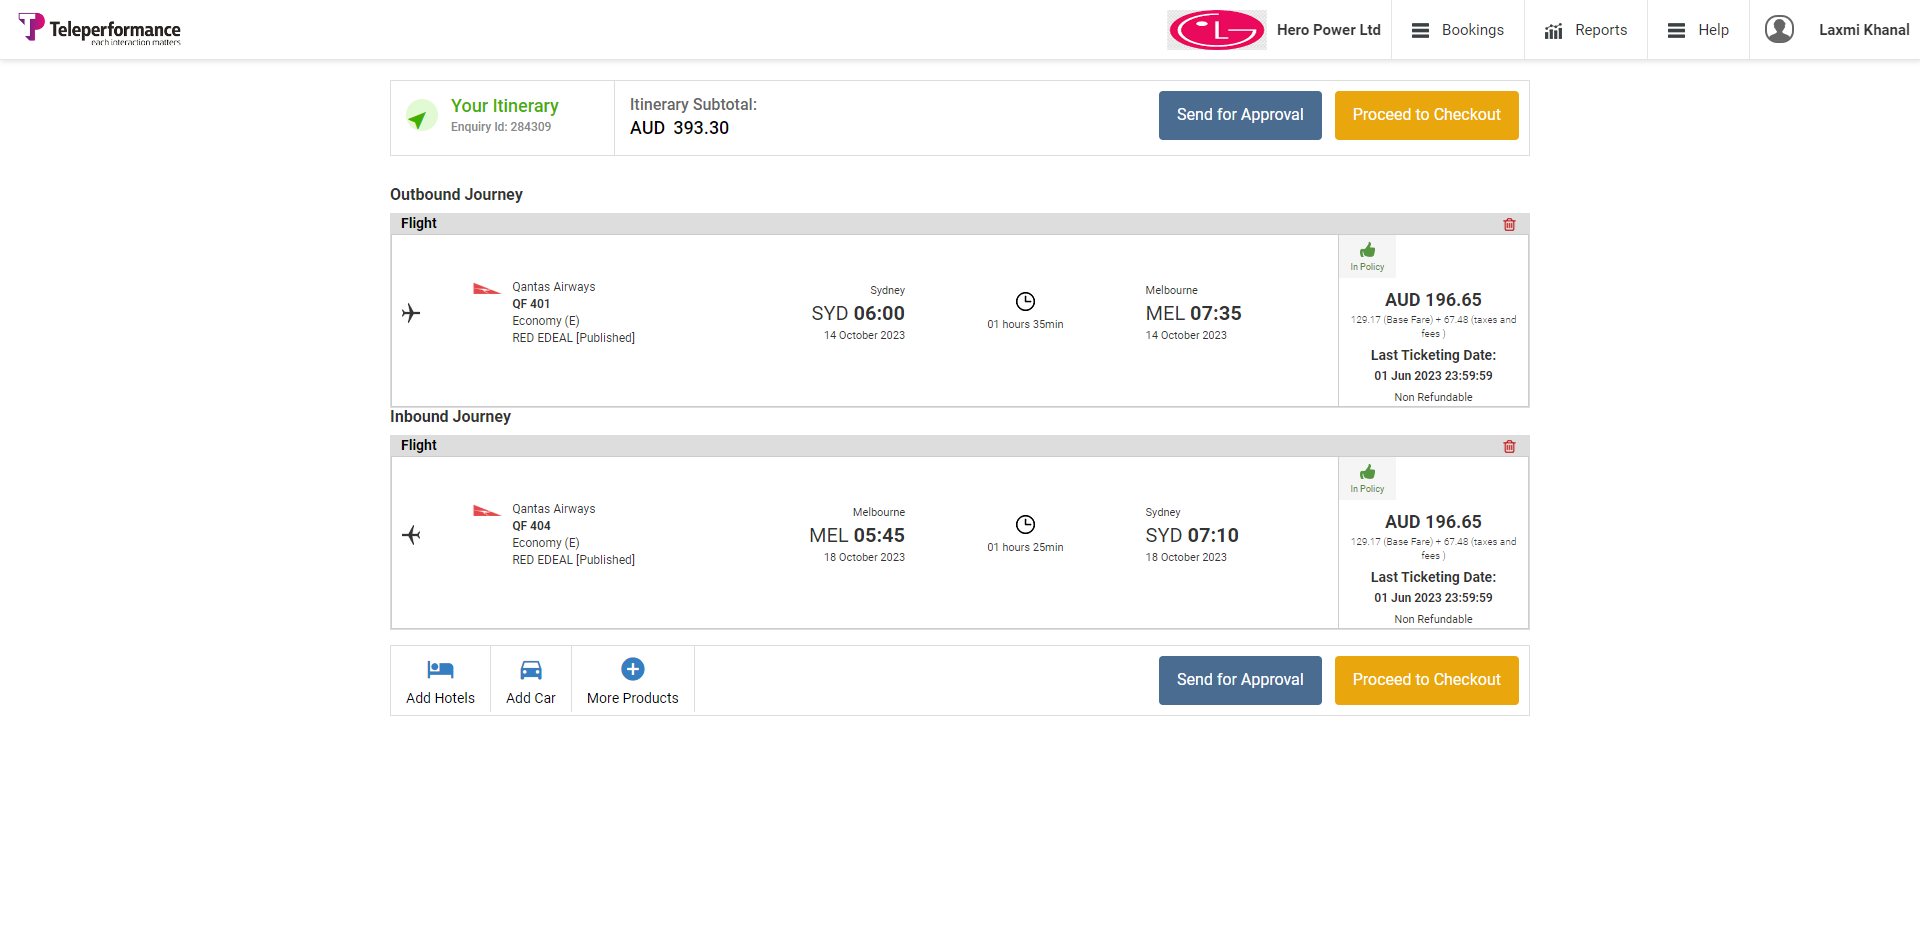 Teleperformance
each interaction matters
LG
Hero Power Ltd
Bookings
Reports
Help
Laxmi Khanal
Your Itinerary
Enquiry Id: 284309
Itinerary Subtotal:
AUD 393.30
Send for Approval
Proceed to Checkout
Outbound Journey
Flight
Qantas Airways
QF 401
Economy (E)
RED EDEAL [Published]
Sydney
SYD 06:00
14 October 2023
01 hours 35min
Melbourne
MEL 07:35
14 October 2023
In Policy
AUD 196.65
129.17 (Base Fare) + 67.48 (taxes and
fees )
Last Ticketing Date:
01 Jun 2023 23:59:59
Non Refundable
Inbound Journey
Flight
Qantas Airways
QF 404
Economy (E)
RED EDEAL [Published]
Melbourne
MEL 05:45
18 October 2023
01 hours 25min
Sydney
SYD 07:10
18 October 2023
In Policy
AUD 196.65
129.17 (Base Fare) + 67.48 (taxes and
fees )
Last Ticketing Date:
01 Jun 2023 23:59:59
Non Refundable
Add Hotels
Add Car
More Products
Send for Approval
Proceed to Checkout